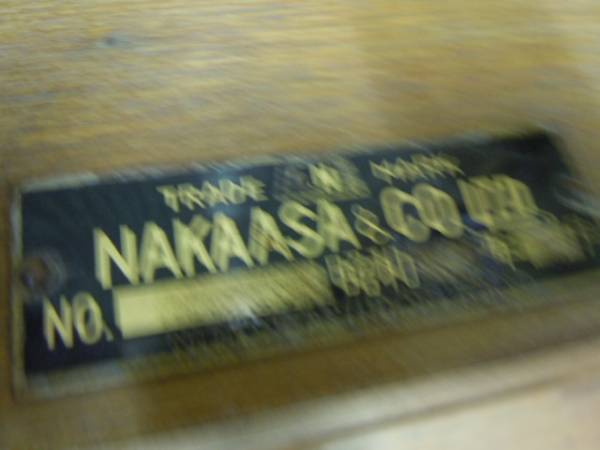 TRADE N MARK
NAKAASA & CO LTD.
NO.